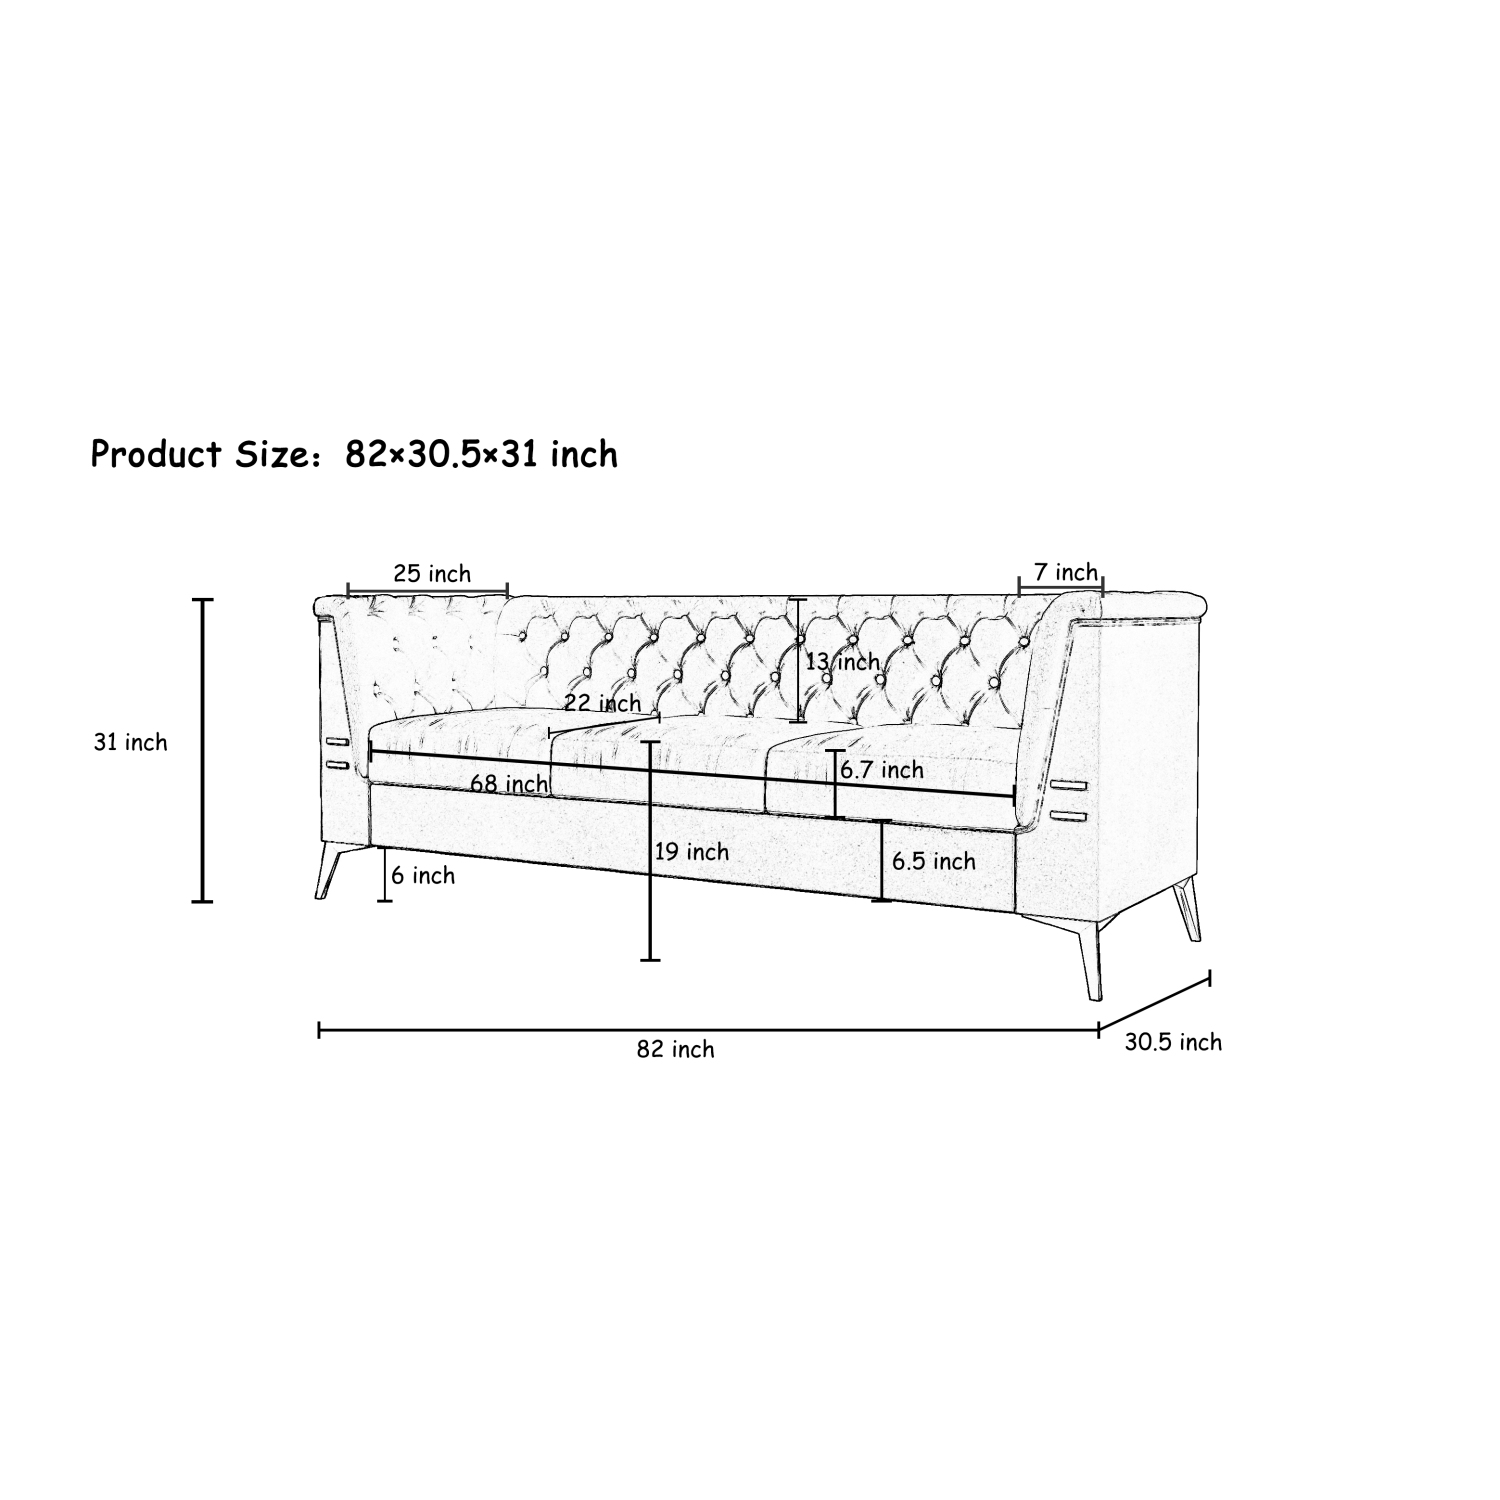 Product Size: 82×30.5×31 inch
25 inch
7 inch
13 inch
22 inch
31 inch
68 inch
6.7 inch
19 inch
6.5 inch
6 inch
82 inch
30.5 inch